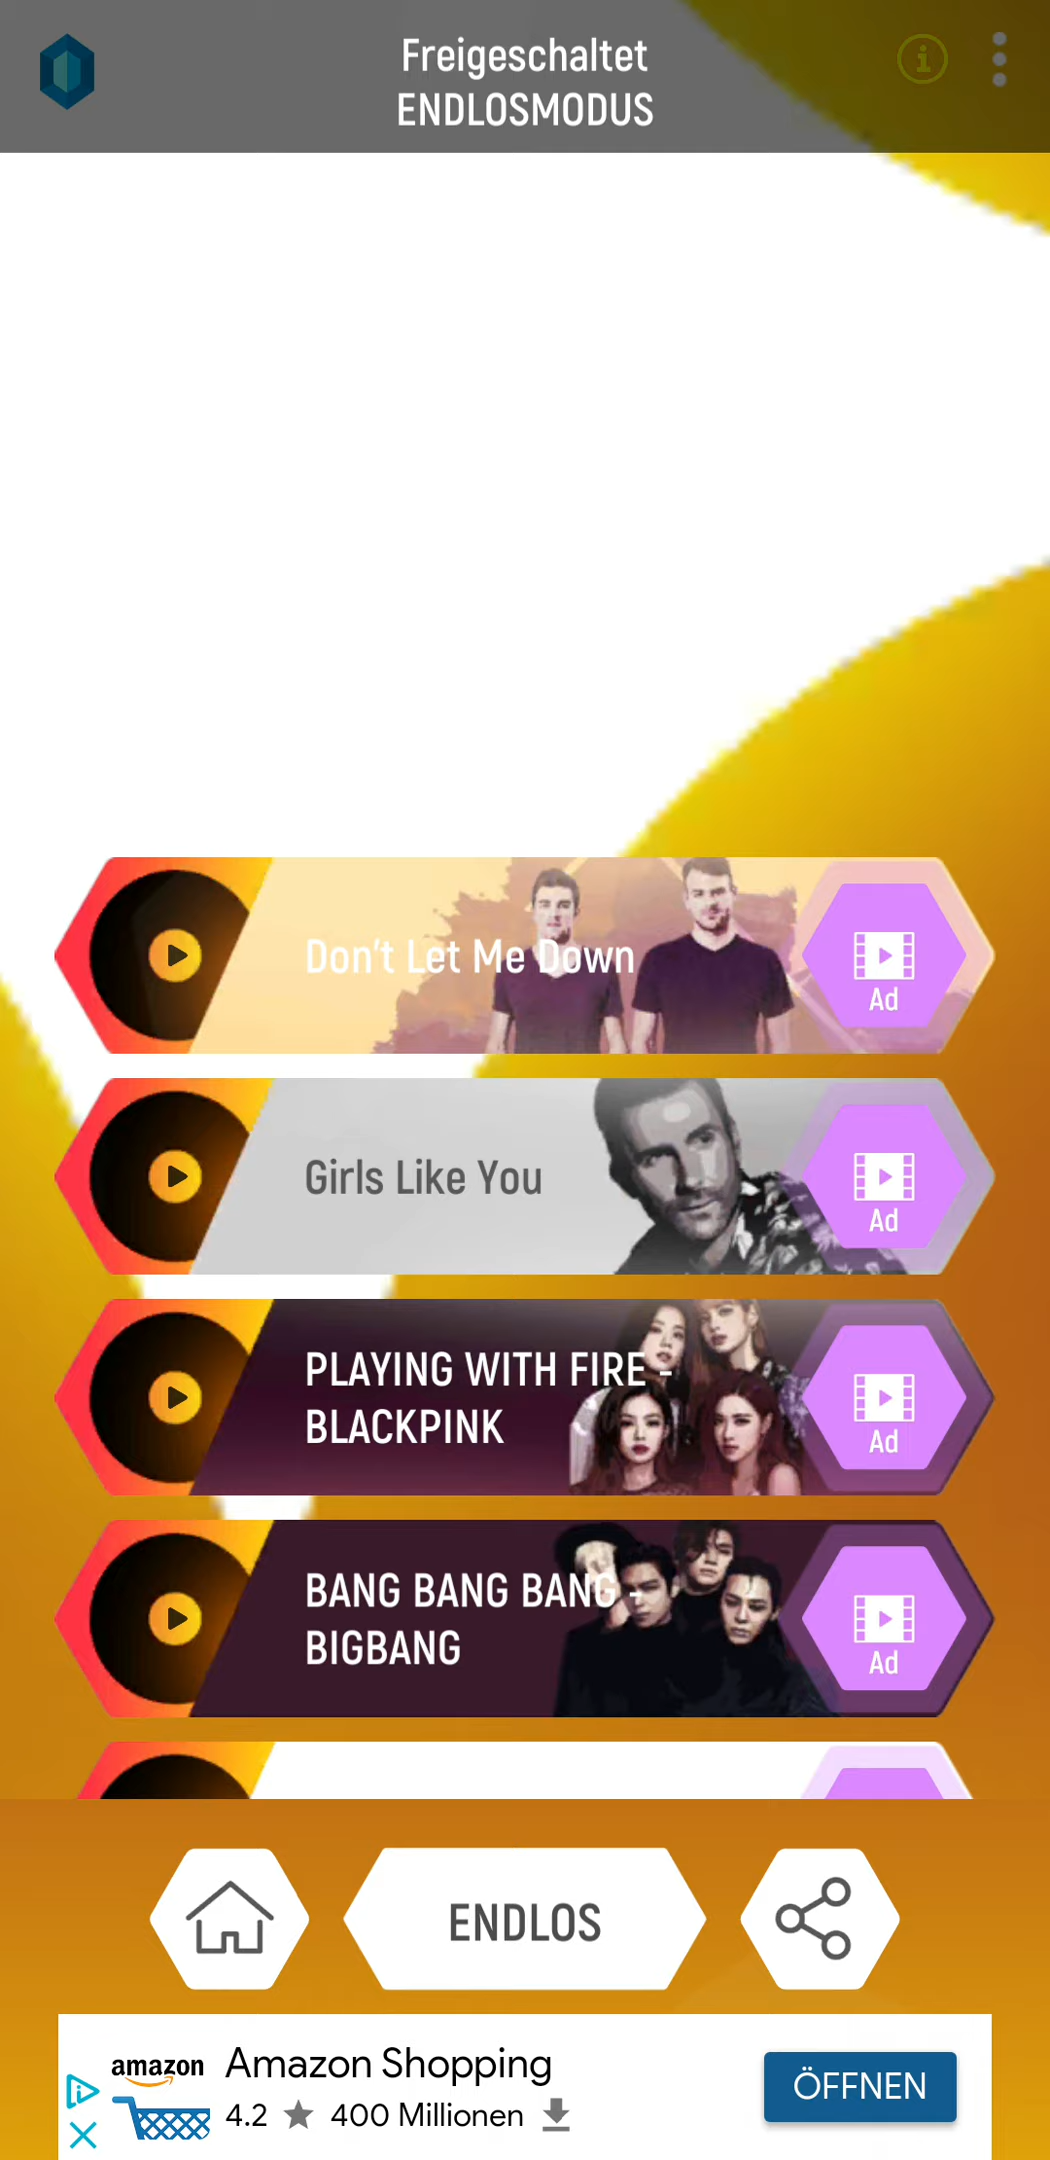 Freigeschaltet
ENDLOSMODUS
Don't Let Me Down
Ad
Girls Like You
Ad
PLAYING WITH FIRE -
BLACKPINK
Ad
BANG BANG BANG -
BIGBANG
Ad
ENDLOS
amazon
Amazon Shopping
4.2 ★ 400 Millionen
ÖFFNEN